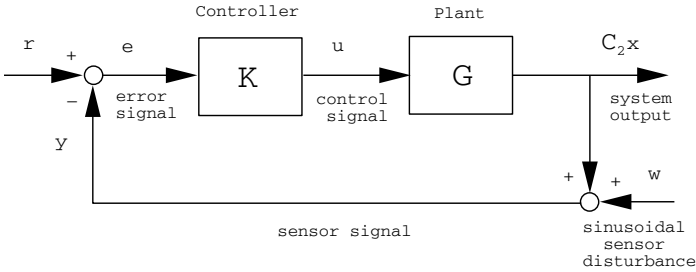 Controller
Plant
r
+
e
K
u
G
C₂x
−
error
signal
control
signal
system
output
y
+
+
w
sensor signal
sinusoidal
sensor
disturbance